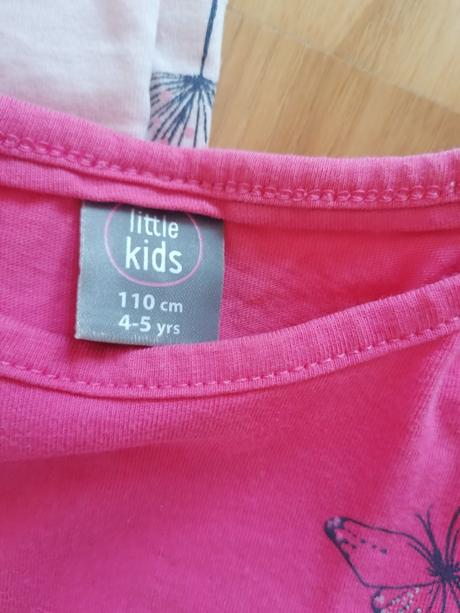 little
kids
110 cm
4-5 yrs